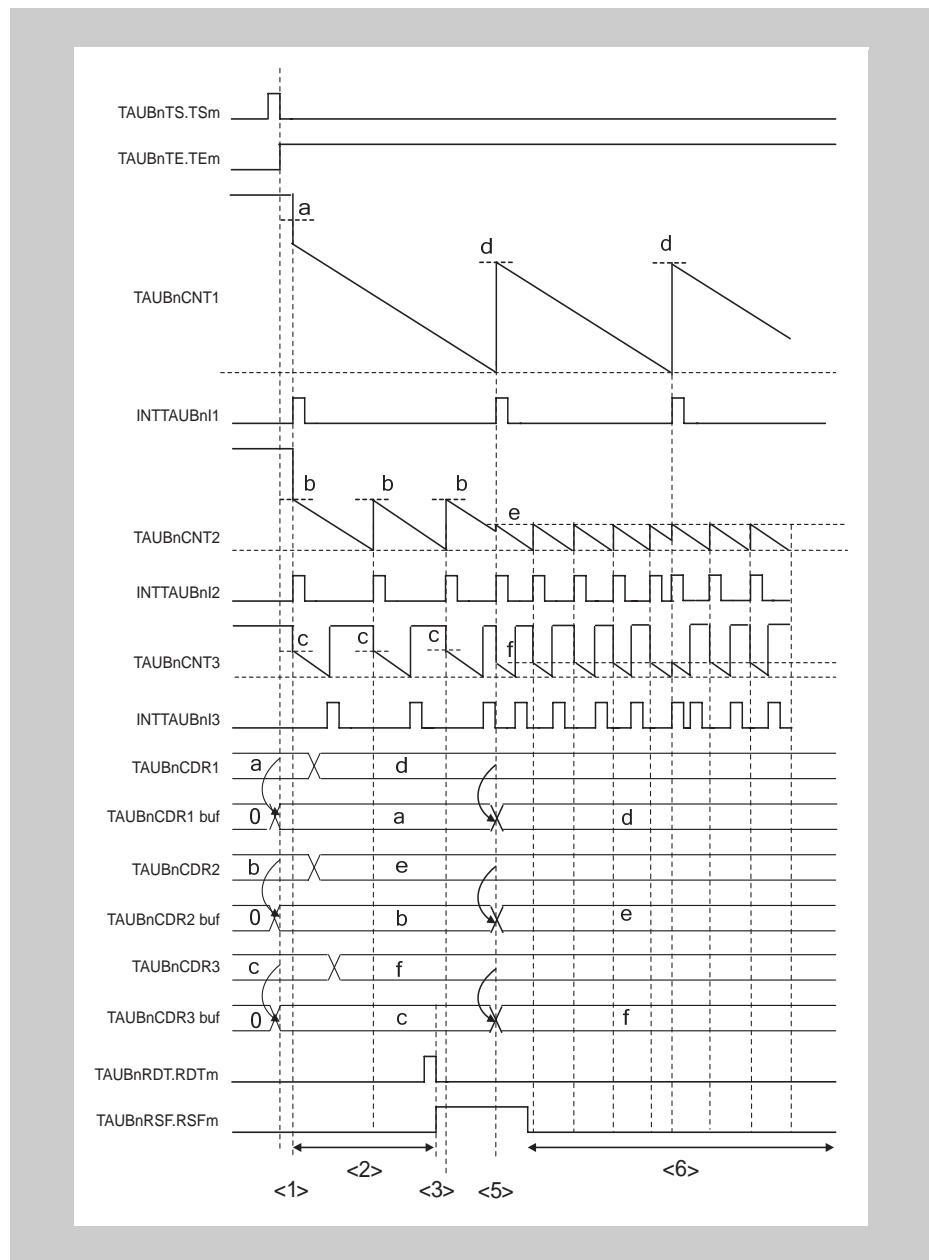 TAUBnTS.TSm
TAUBnTE.TEm
a
d d
TAUBnCNT1
INTTAUBnI1
b b b
e
TAUBnCNT2
INTTAUBnI2
c c c
f
TAUBnCNT3
INTTAUBnI3
TAUBnCDR1 a d
TAUBnCDR1 buf 0 a d
TAUBnCDR2 b e
TAUBnCDR2 buf 0 b e
TAUBnCDR3 c f
TAUBnCDR3 buf 0 c f
TAUBnRDT.RDTm
TAUBnRSF.RSFm
<2> <6>
<1> <3> <5>